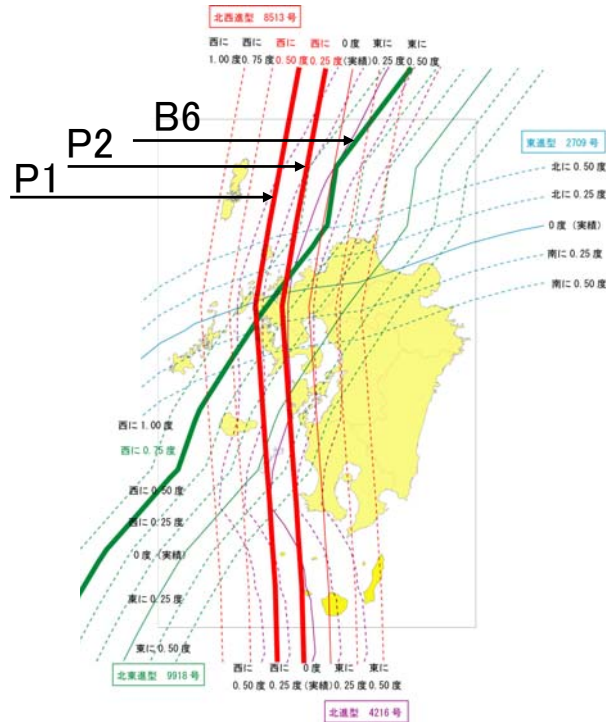 北西進型 8513号
西に 西に 西に 西に 0度 東に 東に
1.00度 0.75度 0.50度 0.25度 (実績) 0.25度 0.50度
B6
P2
P1
東進型 2709号
北に0.50度
北に0.25度
0度(実績)
南に0.25度
南に0.50度
西に1.00度
西に0.75度
西に0.50度
西に0.25度
0度(実績)
東に0.25度
東に0.50度
北東進型 9918号
西に 西に 0度 東に 東に
0.50度 0.25度 (実績) 0.25度 0.50度
北進型 4216号